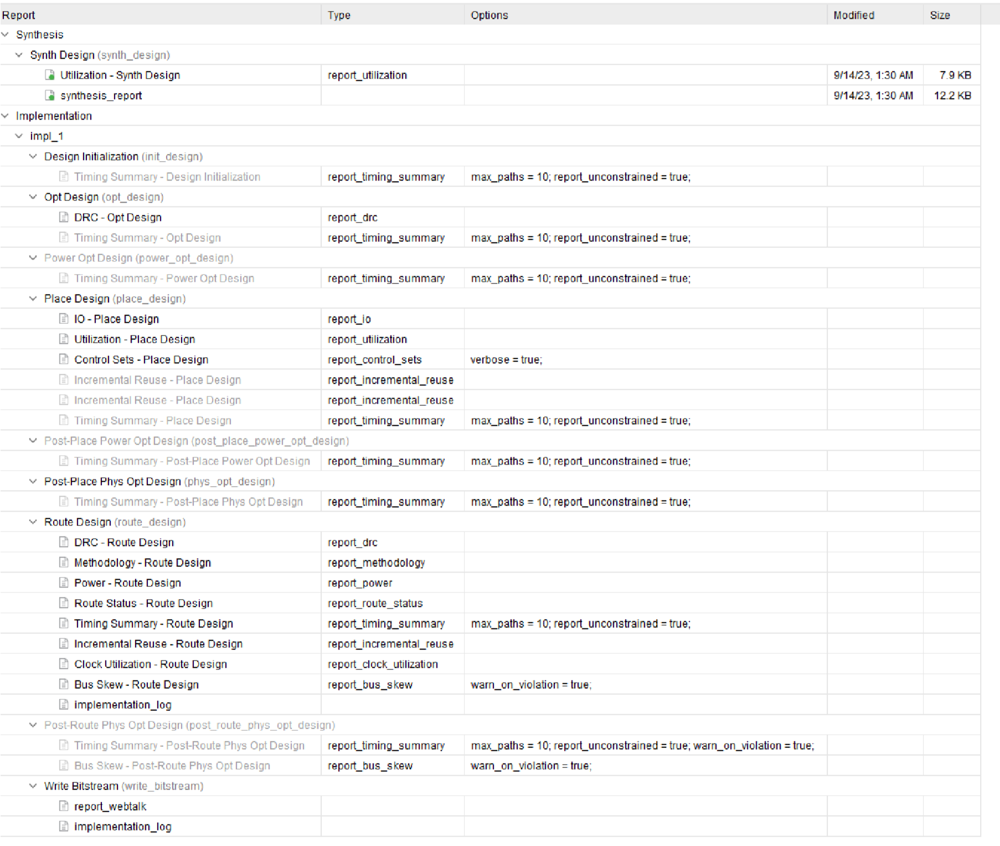 Report Type Options Modified Size
Synthesis
Synth Design (synth_design)
Utilization - Synth Design report_utilization 9/14/23, 1:30 AM 7.9 KB
synthesis_report 9/14/23, 1:30 AM 12.2 KB
Implementation
impl_1
Design Initialization (init_design)
Timing Summary - Design Initialization report_timing_summary max_paths = 10; report_unconstrained = true;
Opt Design (opt_design)
DRC - Opt Design report_drc
Timing Summary - Opt Design report_timing_summary max_paths = 10; report_unconstrained = true;
Power Opt Design (power_opt_design)
Timing Summary - Power Opt Design report_timing_summary max_paths = 10; report_unconstrained = true;
Place Design (place_design)
IO - Place Design report_io
Utilization - Place Design report_utilization
Control Sets - Place Design report_control_sets verbose = true;
Incremental Reuse - Place Design report_incremental_reuse
Incremental Reuse - Place Design report_incremental_reuse
Timing Summary - Place Design report_timing_summary max_paths = 10; report_unconstrained = true;
Post-Place Power Opt Design (post_place_power_opt_design)
Timing Summary - Post-Place Power Opt Design report_timing_summary max_paths = 10; report_unconstrained = true;
Post-Place Phys Opt Design (phys_opt_design)
Timing Summary - Post-Place Phys Opt Design report_timing_summary max_paths = 10; report_unconstrained = true;
Route Design (route_design)
DRC - Route Design report_drc
Methodology - Route Design report_methodology
Power - Route Design report_power
Route Status - Route Design report_route_status
Timing Summary - Route Design report_timing_summary max_paths = 10; report_unconstrained = true;
Incremental Reuse - Route Design report_incremental_reuse
Clock Utilization - Route Design report_clock_utilization
Bus Skew - Route Design report_bus_skew warn_on_violation = true;
implementation_log
Post-Route Phys Opt Design (post_route_phys_opt_design)
Timing Summary - Post-Route Phys Opt Design report_timing_summary max_paths = 10; report_unconstrained = true; warn_on_violation = true;
Bus Skew - Post-Route Phys Opt Design report_bus_skew warn_on_violation = true;
Write Bitstream (write_bitstream)
report_webtalk
implementation_log